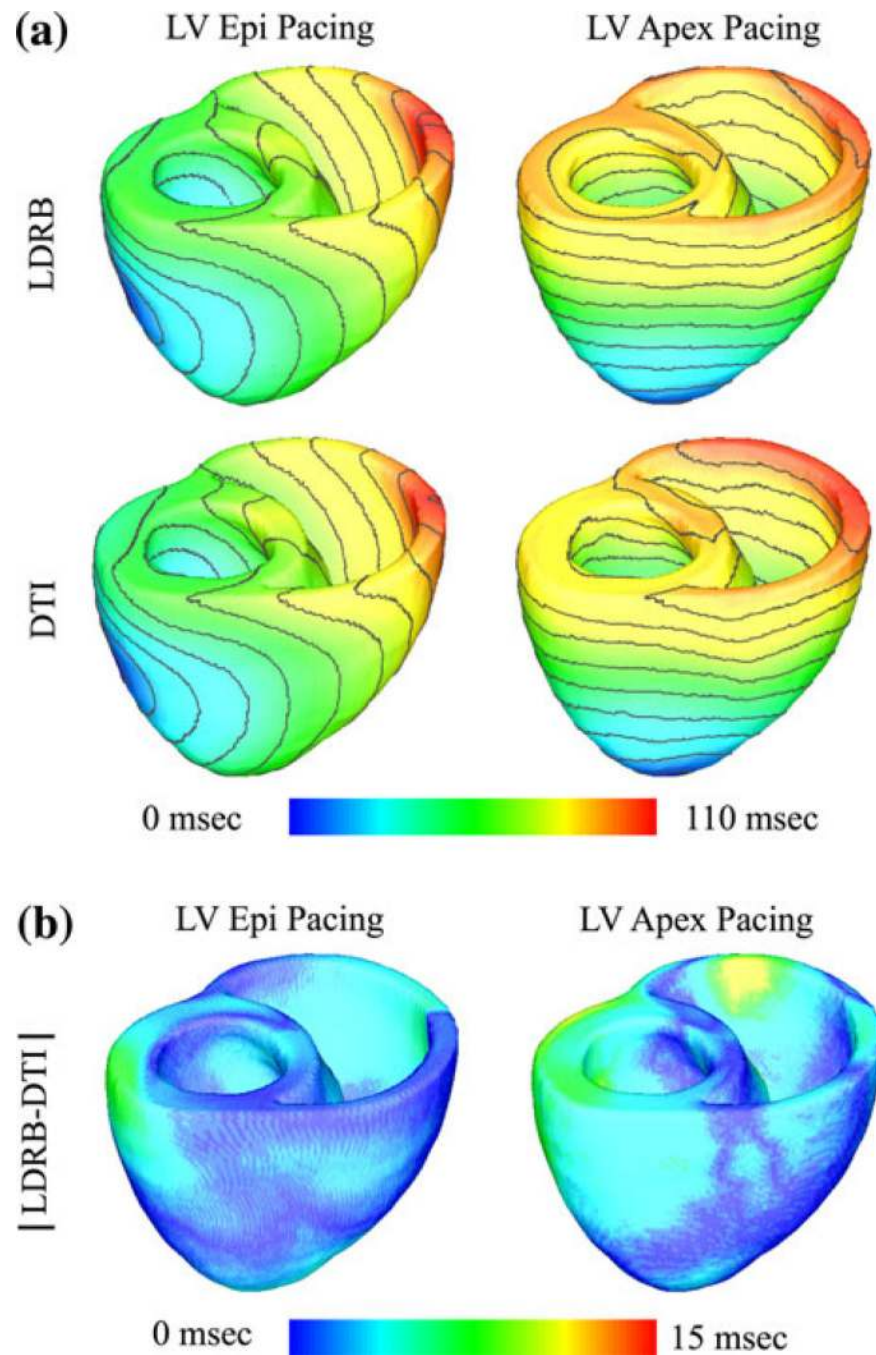 (a)
LV Epi Pacing
LV Apex Pacing
LDRB
DTI
0 msec
110 msec
(b)
LV Epi Pacing
LV Apex Pacing
|LDRB-DTI|
0 msec
15 msec